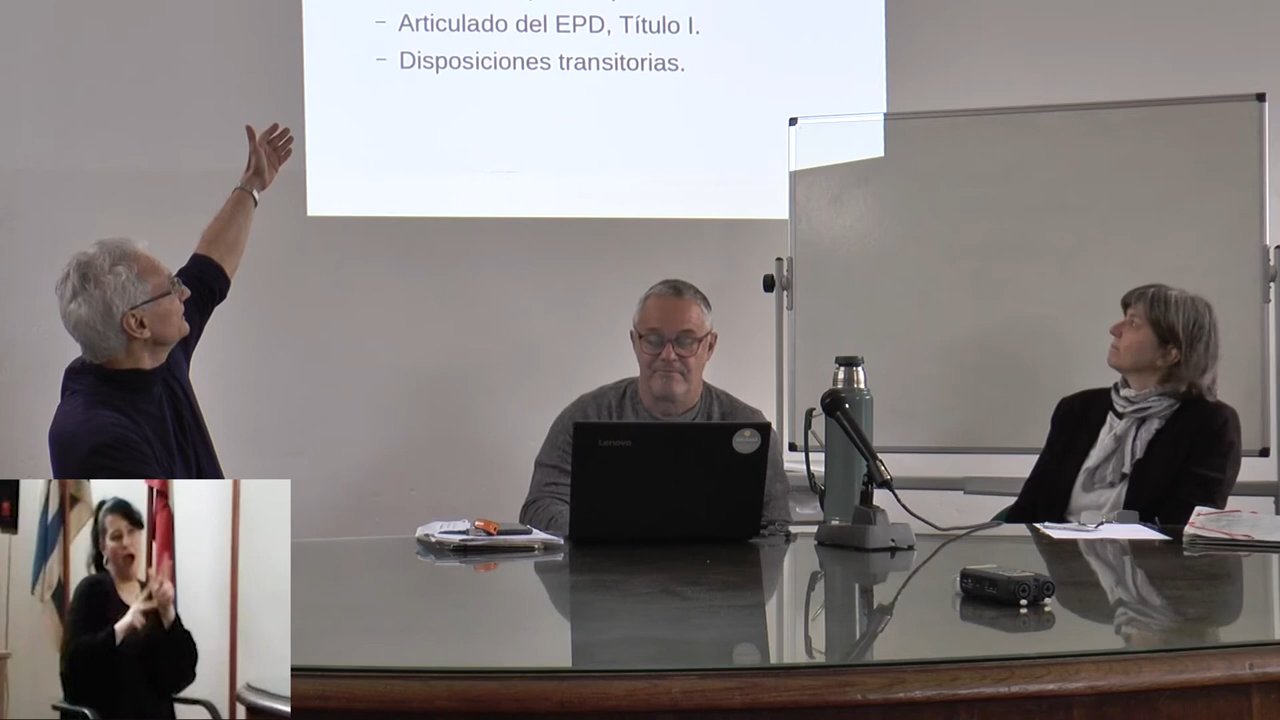 – Articulado del EPD, Título I.
– Disposiciones transitorias.
Lenovo